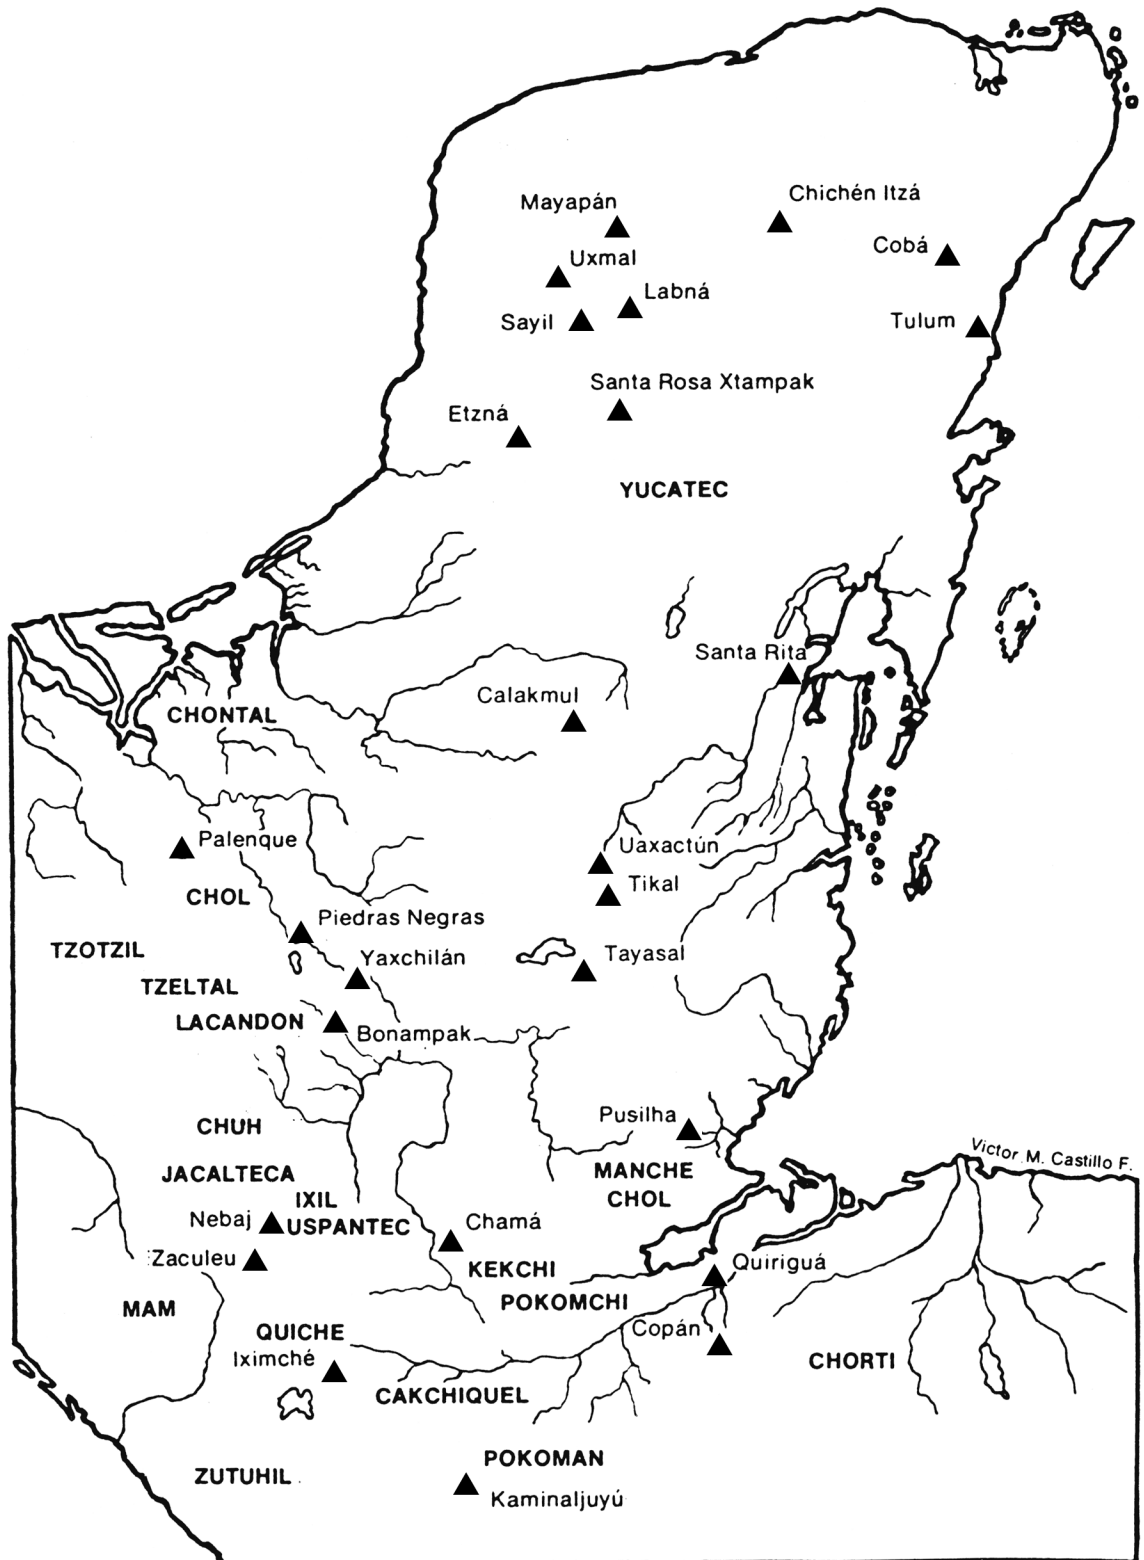 Chichén Itzá
Mayapán
Cobá
Uxmal
Labná
Tulum
Sayil
Santa Rosa Xtampak
Etzná
YUCATEC
Santa Rita
Calakmul
CHONTAL
Palenque
Uaxactún
Tikal
CHOL
Piedras Negras
TZOTZIL
Yaxchilán
Tayasal
TZELTAL
LACANDON
Bonampak
Pusilha
CHUH
Victor. M. Castillo F.
JACALTECA
MANCHE
CHOL
IXIL
Nebaj
USPANTEC
Chamá
Zaculeu
KEKCHI
Quiriguá
MAM
POKOMCHI
Copán
QUICHE
Iximché
CHORTI
CAKCHIQUEL
POKOMAN
ZUTUHIL
Kaminaljuyú